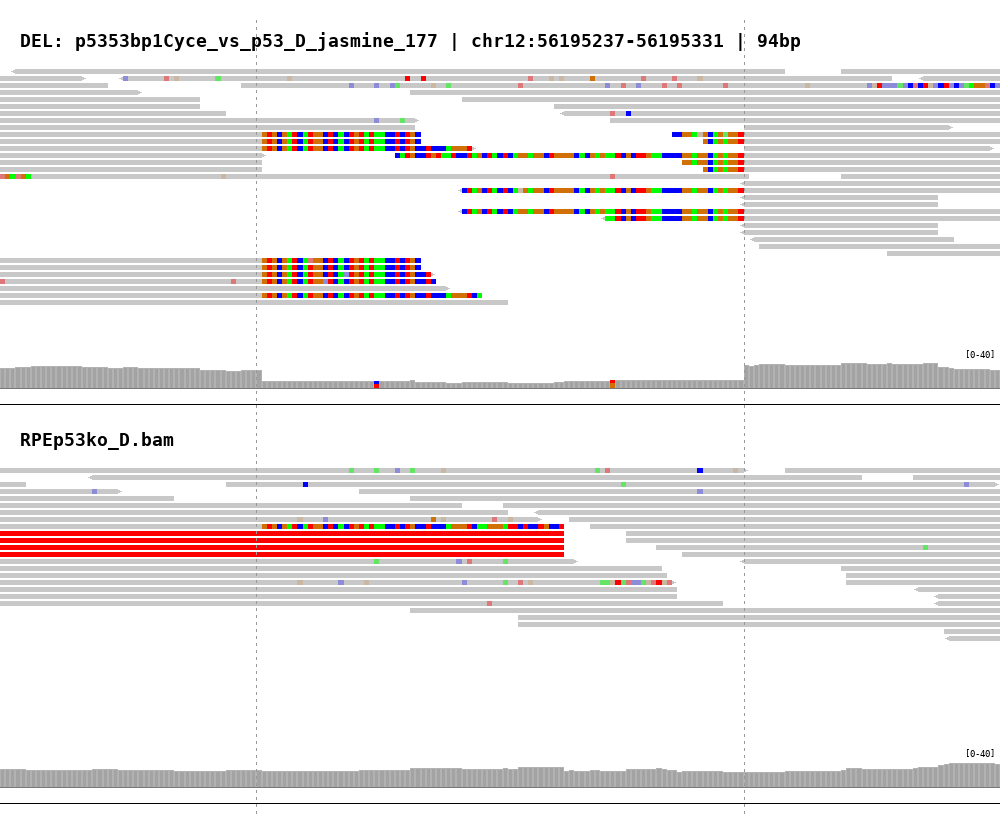 DEL: p5353bp1Cyce_vs_p53_D_jasmine_177 | chr12:56195237-56195331 | 94bp
[0-40]
RPEp53ko_D.bam
[0-40]